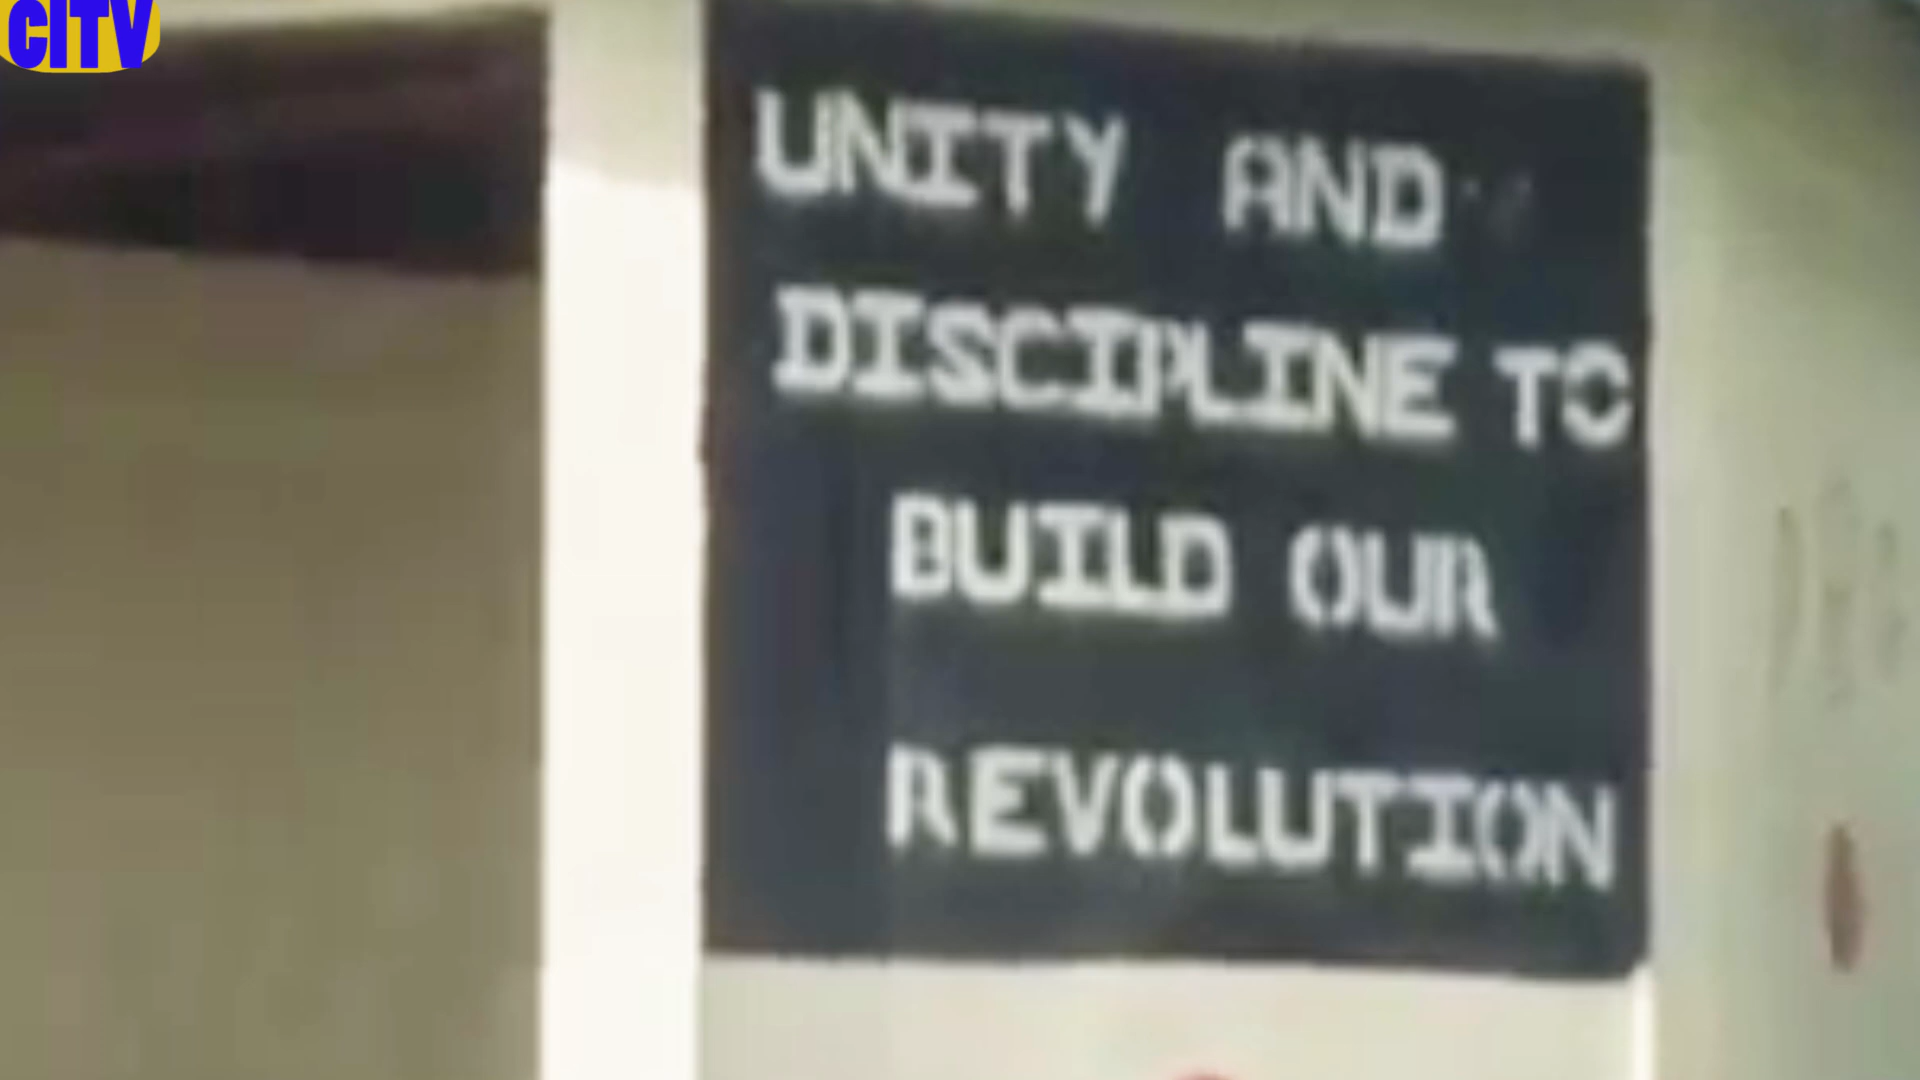 CITV
UNITY AND
DISCIPLINE TO
BUILD OUR
REVOLUTION